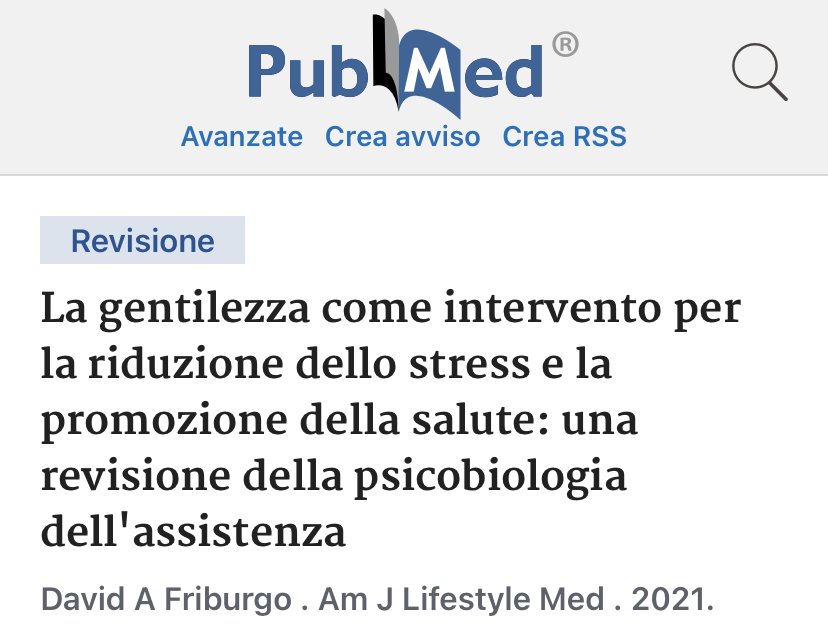 PubMed®
Avanzate Crea avviso Crea RSS
Revisione
La gentilezza come intervento per
la riduzione dello stress e la
promozione della salute: una
revisione della psicobiologia
dell'assistenza
David A Friburgo . Am J Lifestyle Med . 2021.